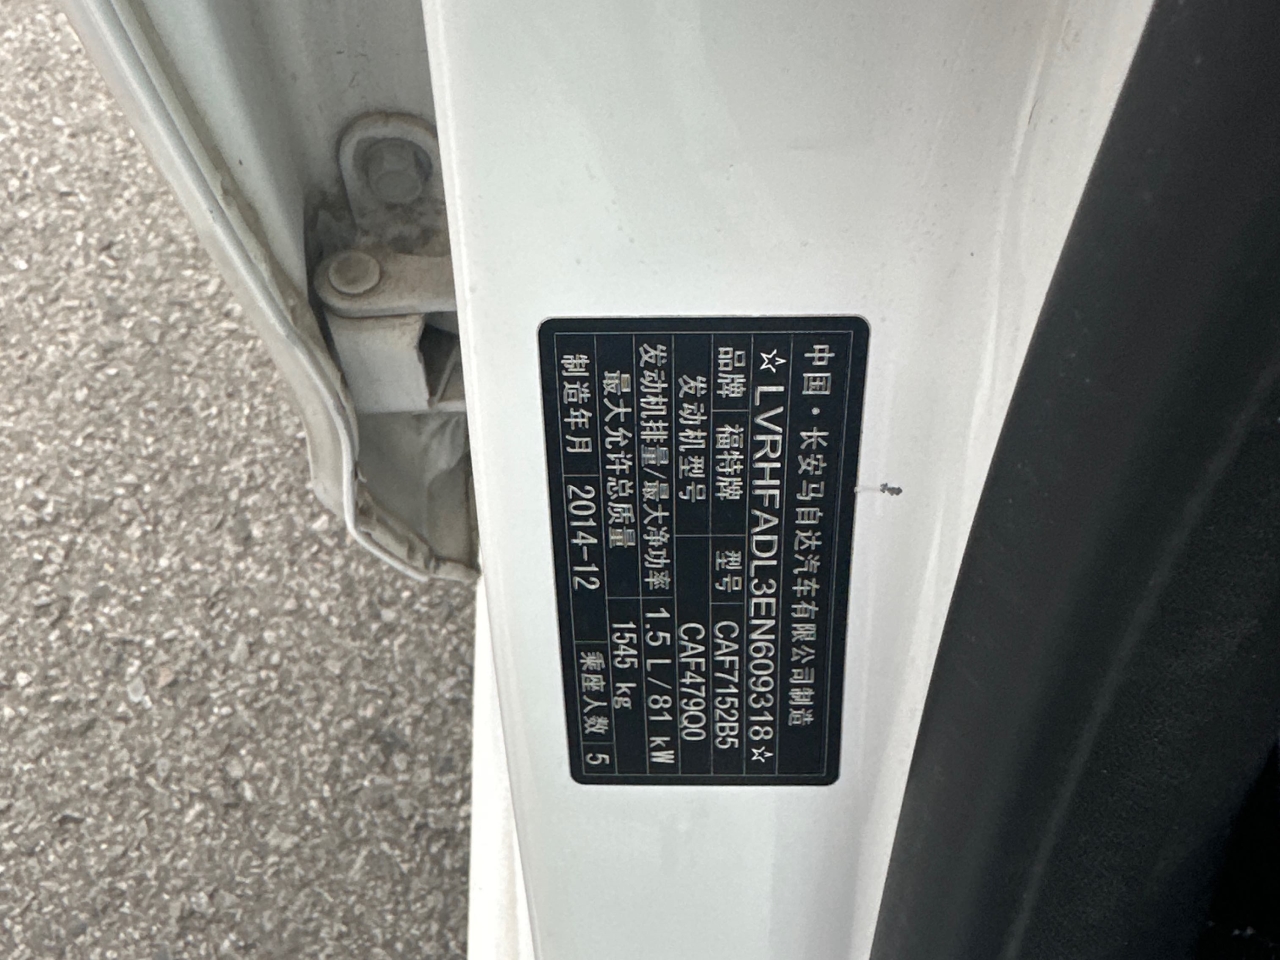 中国·长安马自达汽车有限公司制造
☆LVRHFADL3EN609318☆
品牌 福特牌 型号 CAF7152B5
发动机型号 CAF479Q0
发动机排量/最大净功率 1.5 L/81 kW
最大允许总质量 1545 kg
制造年月 2014-12 乘座人数 5